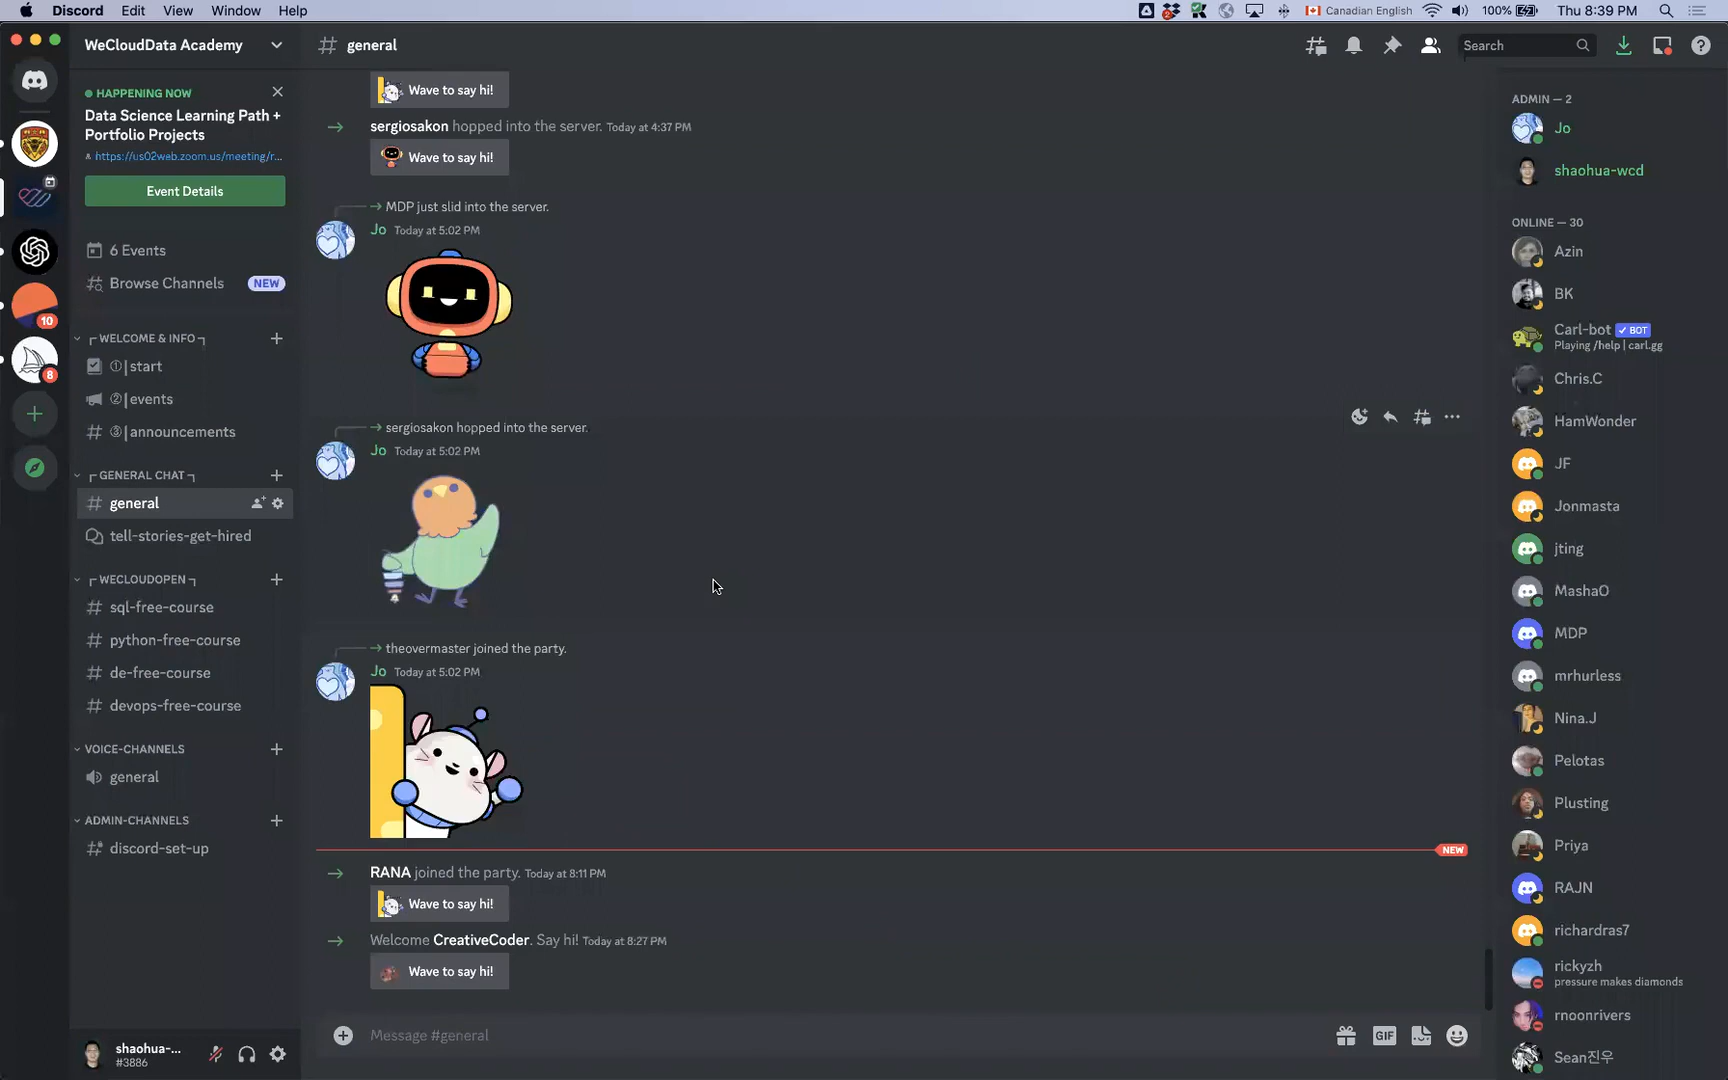 Discord Edit View Window Help
Canadian English 100% Thu 8:39 PM
WeCloudData Academy
HAPPENING NOW
Data Science Learning Path +
Portfolio Projects
https://us02web.zoom.us/meeting/r...
Event Details
6 Events
Browse Channels NEW
WELCOME & INFO
①|start
②|events
③|announcements
GENERAL CHAT
general
tell-stories-get-hired
WECLOUDOPEN
sql-free-course
python-free-course
de-free-course
devops-free-course
VOICE-CHANNELS
general
ADMIN-CHANNELS
discord-set-up
10
8
shaohua-...
#3886
# general
Search
Wave to say hi!
sergiosakon hopped into the server. Today at 4:37 PM
Wave to say hi!
MDP just slid into the server.
Jo Today at 5:02 PM
sergiosakon hopped into the server.
Jo Today at 5:02 PM
theovermaster joined the party.
Jo Today at 5:02 PM
NEW
RANA joined the party. Today at 8:11 PM
Wave to say hi!
Welcome CreativeCoder. Say hi! Today at 8:27 PM
Wave to say hi!
Message #general
GIF
ADMIN — 2
Jo
shaohua-wcd
ONLINE — 30
Azin
BK
Carl-bot ✓ BOT
Playing /help | carl.gg
Chris.C
HamWonder
JF
Jonmasta
jting
MashaO
MDP
mrhurless
Nina.J
Pelotas
Plusting
Priya
RAJN
richardras7
rickyzh
pressure makes diamonds
rnoonrivers
Sean진우